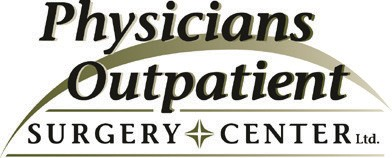 Physicians
Outpatient
SURGERY CENTER Ltd.